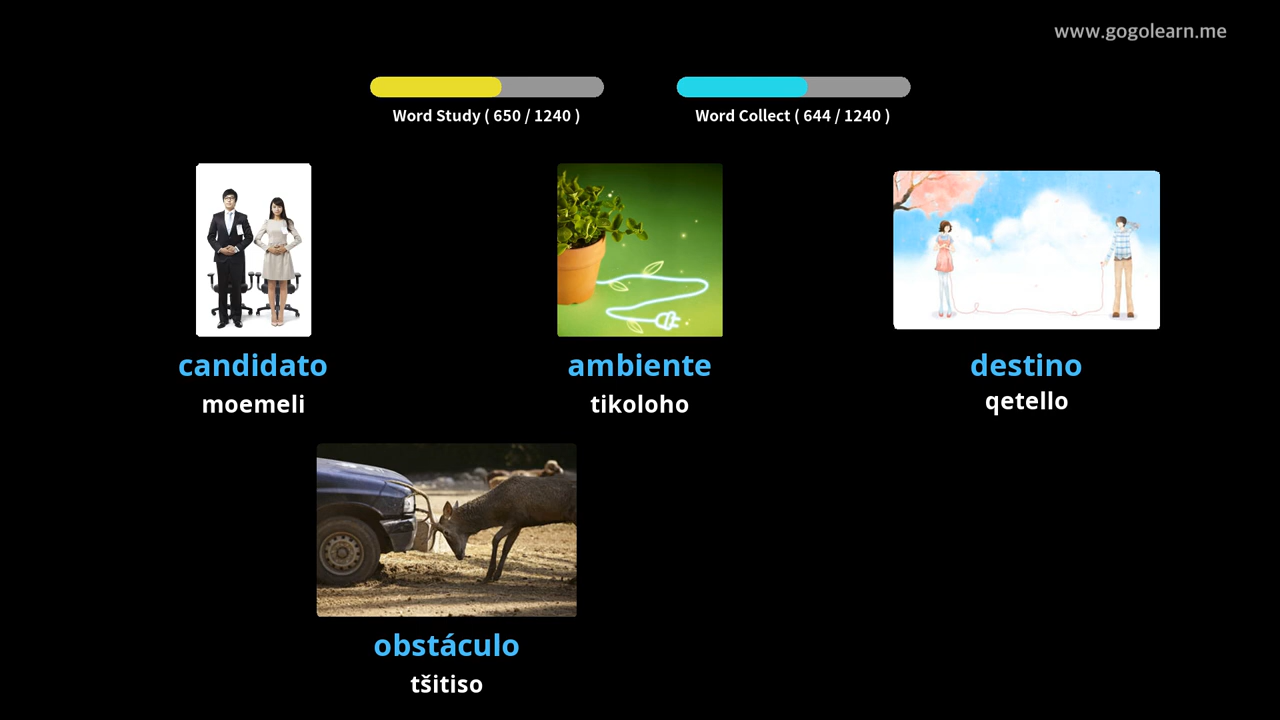 www.gogolearn.me
Word Study ( 650 / 1240 )
Word Collect ( 644 / 1240 )
candidato
moemeli
ambiente
tikoloho
destino
qetello
obstáculo
tšitiso